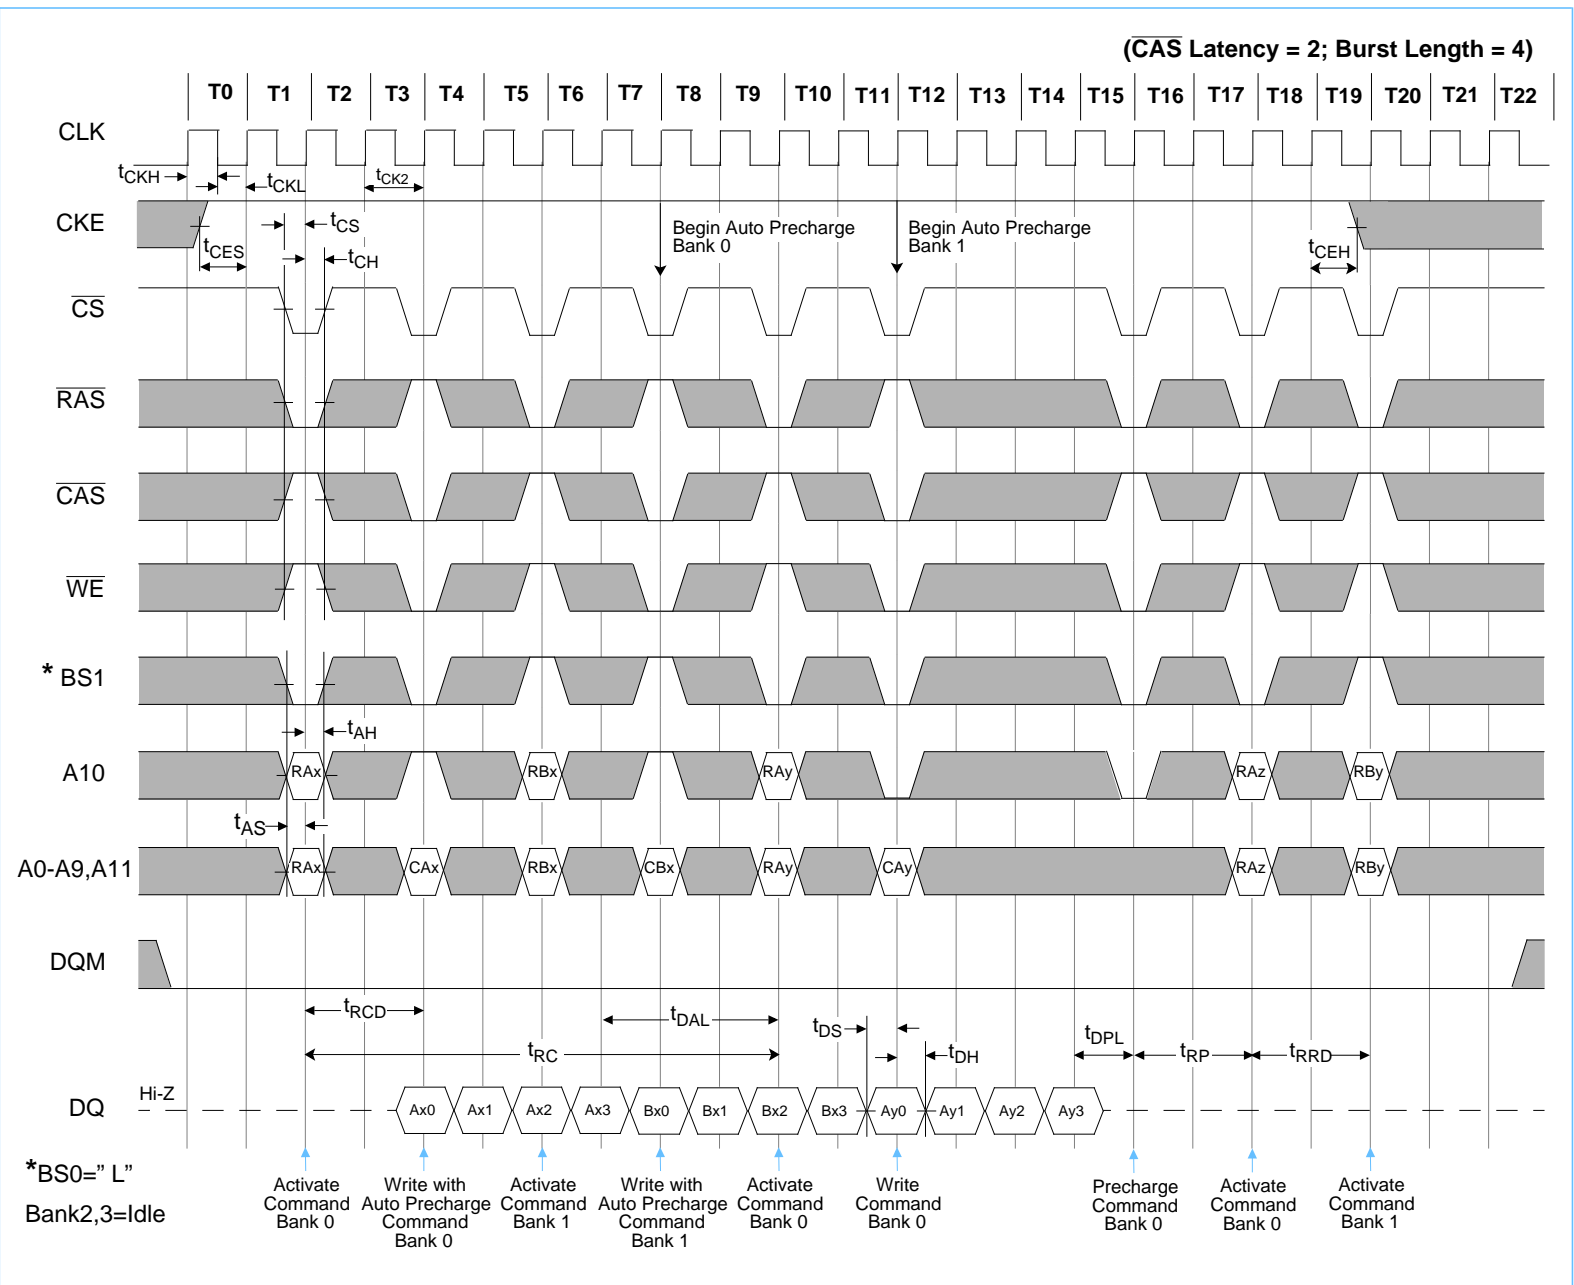 (CAS Latency = 2; Burst Length = 4)
T0 T1 T2 T3 T4 T5 T6 T7 T8 T9 T10 T11 T12 T13 T14 T15 T16 T17 T18 T19 T20 T21 T22
CLK
tCKH
tCKL
tCK2
CKE
tCS
Begin Auto Precharge
Bank 0
Begin Auto Precharge
Bank 1
tCES
tCH
tCEH
CS
RAS
CAS
WE
* BS1
tAH
A10
RAx RBx RAy RAz RBy
tAS
A0-A9,A11
RAx CAx RBx CBx RAy CAy RAz RBy
DQM
tRCD
tDAL
tDS
tDPL
tRC
tDH
tRP
tRRD
Hi-Z
DQ
Ax0 Ax1 Ax2 Ax3 Bx0 Bx1 Bx2 Bx3 Ay0 Ay1 Ay2 Ay3
*BS0=” L”
Bank2,3=Idle
Activate
Command
Bank 0
Write with
Auto Precharge
Command
Bank 0
Activate
Command
Bank 1
Write with
Auto Precharge
Command
Bank 1
Activate
Command
Bank 0
Write
Command
Bank 0
Precharge
Command
Bank 0
Activate
Command
Bank 0
Activate
Command
Bank 1